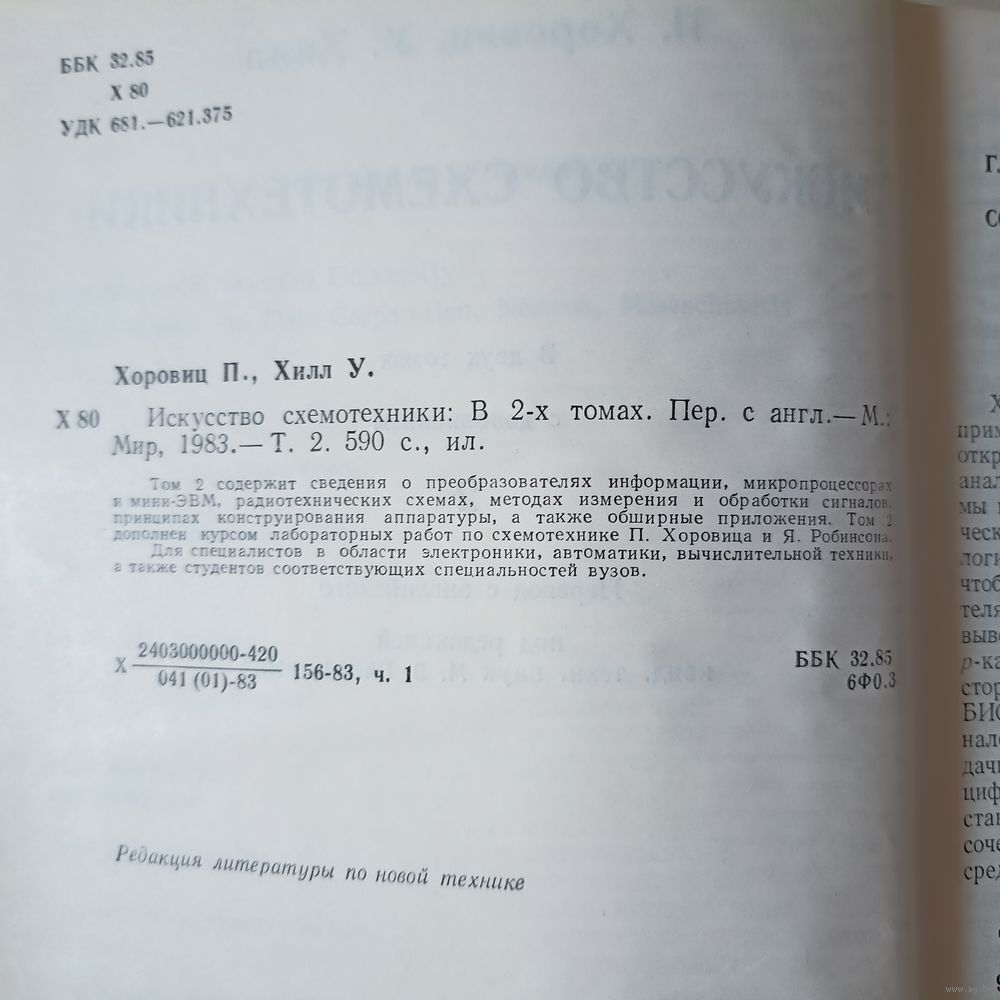 ББК 32.85
Х 80
УДК 681.—621.375
Хоровиц П., Хилл У.
Х 80 Искусство схемотехники: В 2-х томах. Пер. с англ.— М.:
Мир, 1983.— Т. 2. 590 с., ил.
Том 2 содержит сведения о преобразователях информации, микропроцессорах
и мини-ЭВМ, радиотехнических схемах, методах измерения и обработки сигналов,
принципах конструирования аппаратуры, а также обширные приложения. Том 2
дополнен курсом лабораторных работ по схемотехнике П. Хоровица и Я. Робинсона.
Для специалистов в области электроники, автоматики, вычислительной техники,
а также студентов соответствующих специальностей вузов.
Х 2403000000-420
041 (01)-83
156-83, ч. 1
ББК 32.85
6Ф0.3
Редакция литературы по новой технике